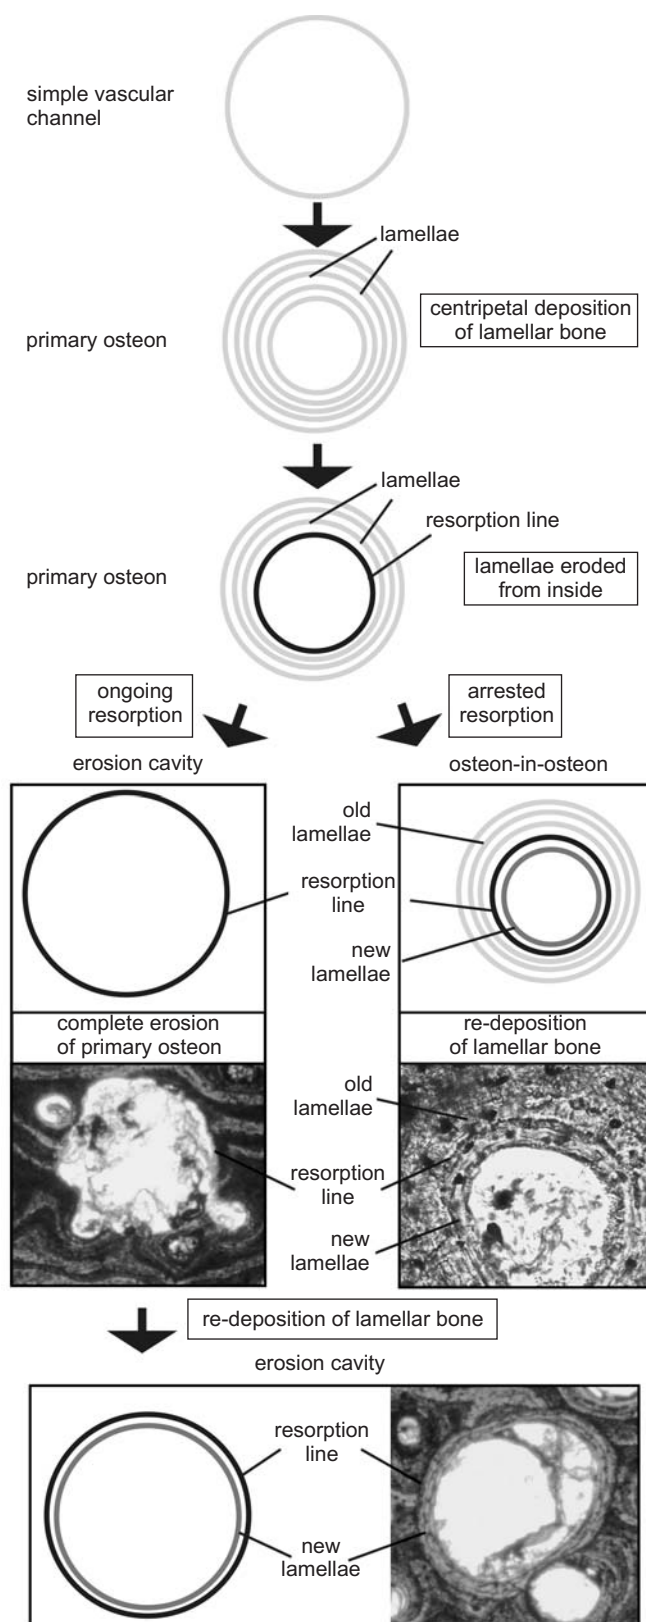 simple vascular
channel
lamellae
primary osteon
centripetal deposition
of lamellar bone
lamellae
resorption line
primary osteon
lamellae eroded
from inside
ongoing
resorption
arrested
resorption
erosion cavity
osteon-in-osteon
old
lamellae
resorption
line
new
lamellae
complete erosion
of primary osteon
re-deposition
of lamellar bone
old
lamellae
resorption
line
new
lamellae
re-deposition of lamellar bone
erosion cavity
resorption
line
new
lamellae